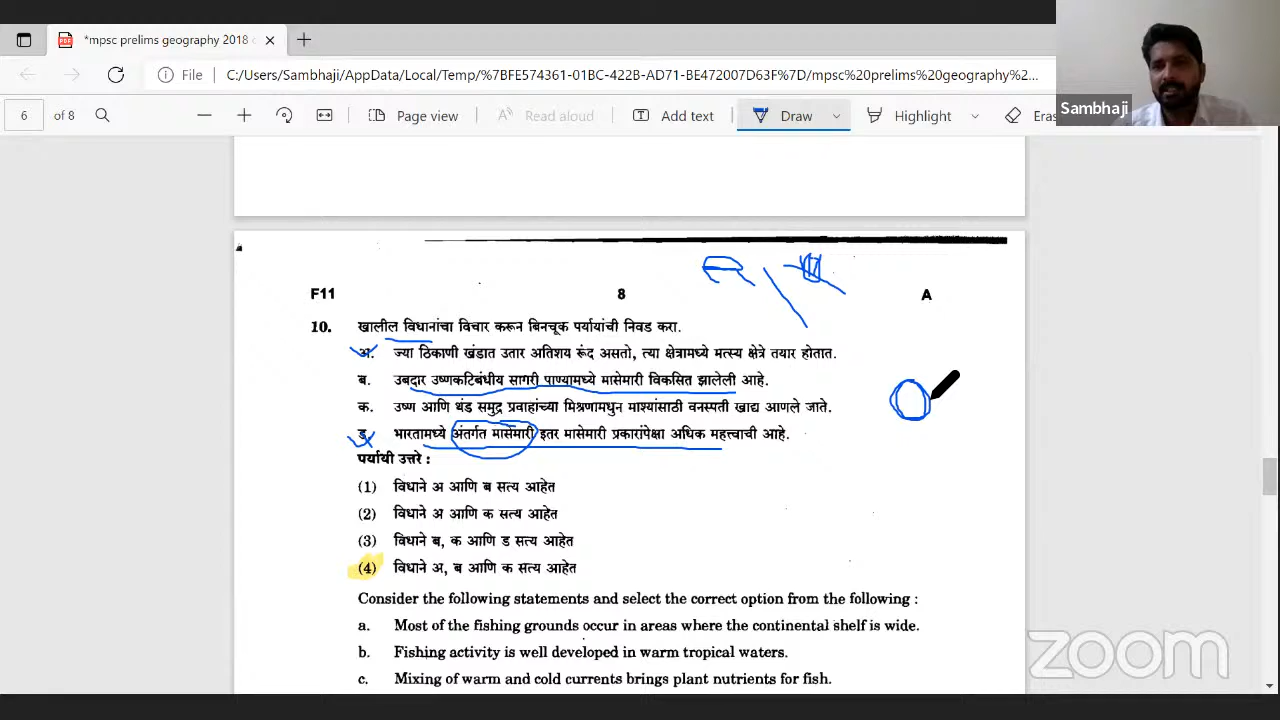 *mpsc prelims geography 2018 c
File
C:/Users/Sambhaji/AppData/Local/Temp/%7BFE574361-01BC-422B-AD71-BE472007D63F%7D/mpsc%20prelims%20geography%2...
6 of 8
Page view
Read aloud
Add text
Draw
Highlight
Eras
Sambhaji
F11 8 A
10. खालील विधानांचा विचार करून बिनचूक पर्यायांची निवड करा.
अ. ज्या ठिकाणी खंडात उतार अतिशय रूंद असतो, त्या क्षेत्रामध्ये मत्स्य क्षेत्रे तयार होतात.
ब. उबदार उष्णकटिबंधीय सागरी पाण्यामध्ये मासेमारी विकसित झालेली आहे.
क. उष्ण आणि थंड समुद्र प्रवाहांच्या मिश्रणामधुन माश्यांसाठी वनस्पती खाद्य आणले जाते.
ड. भारतामध्ये अंतर्गत मासेमारी इतर मासेमारी प्रकारांपेक्षा अधिक महत्त्वाची आहे.
पर्यायी उत्तरे :
(1) विधाने अ आणि ब सत्य आहेत
(2) विधाने अ आणि क सत्य आहेत
(3) विधाने ब, क आणि ड सत्य आहेत
(4) विधाने अ, ब आणि क सत्य आहेत
Consider the following statements and select the correct option from the following :
a. Most of the fishing grounds occur in areas where the continental shelf is wide.
b. Fishing activity is well developed in warm tropical waters.
c. Mixing of warm and cold currents brings plant nutrients for fish.
zoom